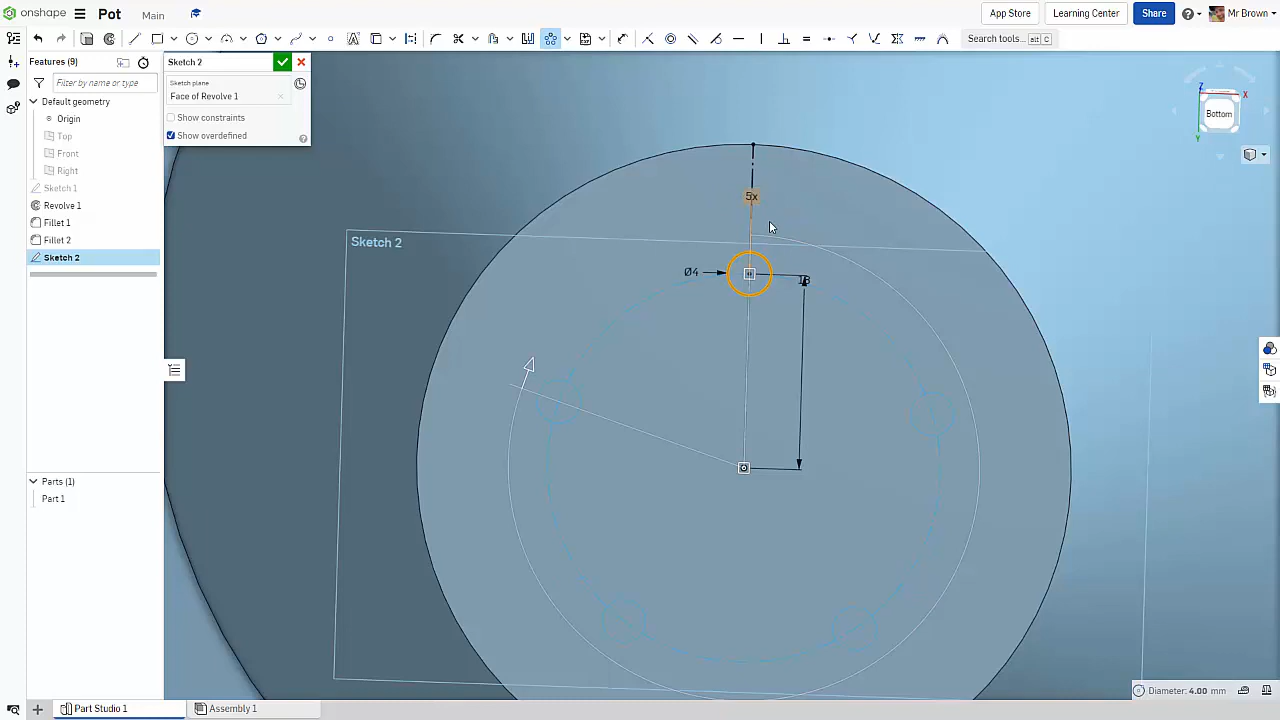 onshape
Pot
Main
App Store
Learning Center
Share
Mr Brown
Search tools...
alt
C
Features (9)
Filter by name or type
Default geometry
Origin
Top
Front
Right
Sketch 1
Revolve 1
Fillet 1
Fillet 2
Sketch 2
Parts (1)
Part 1
Sketch 2
Sketch plane
Face of Revolve 1
Show constraints
Show overdefined
Sketch 2
5x
Ø4
18
Z
X
Y
Bottom
Diameter: 4.00 mm
Part Studio 1
Assembly 1